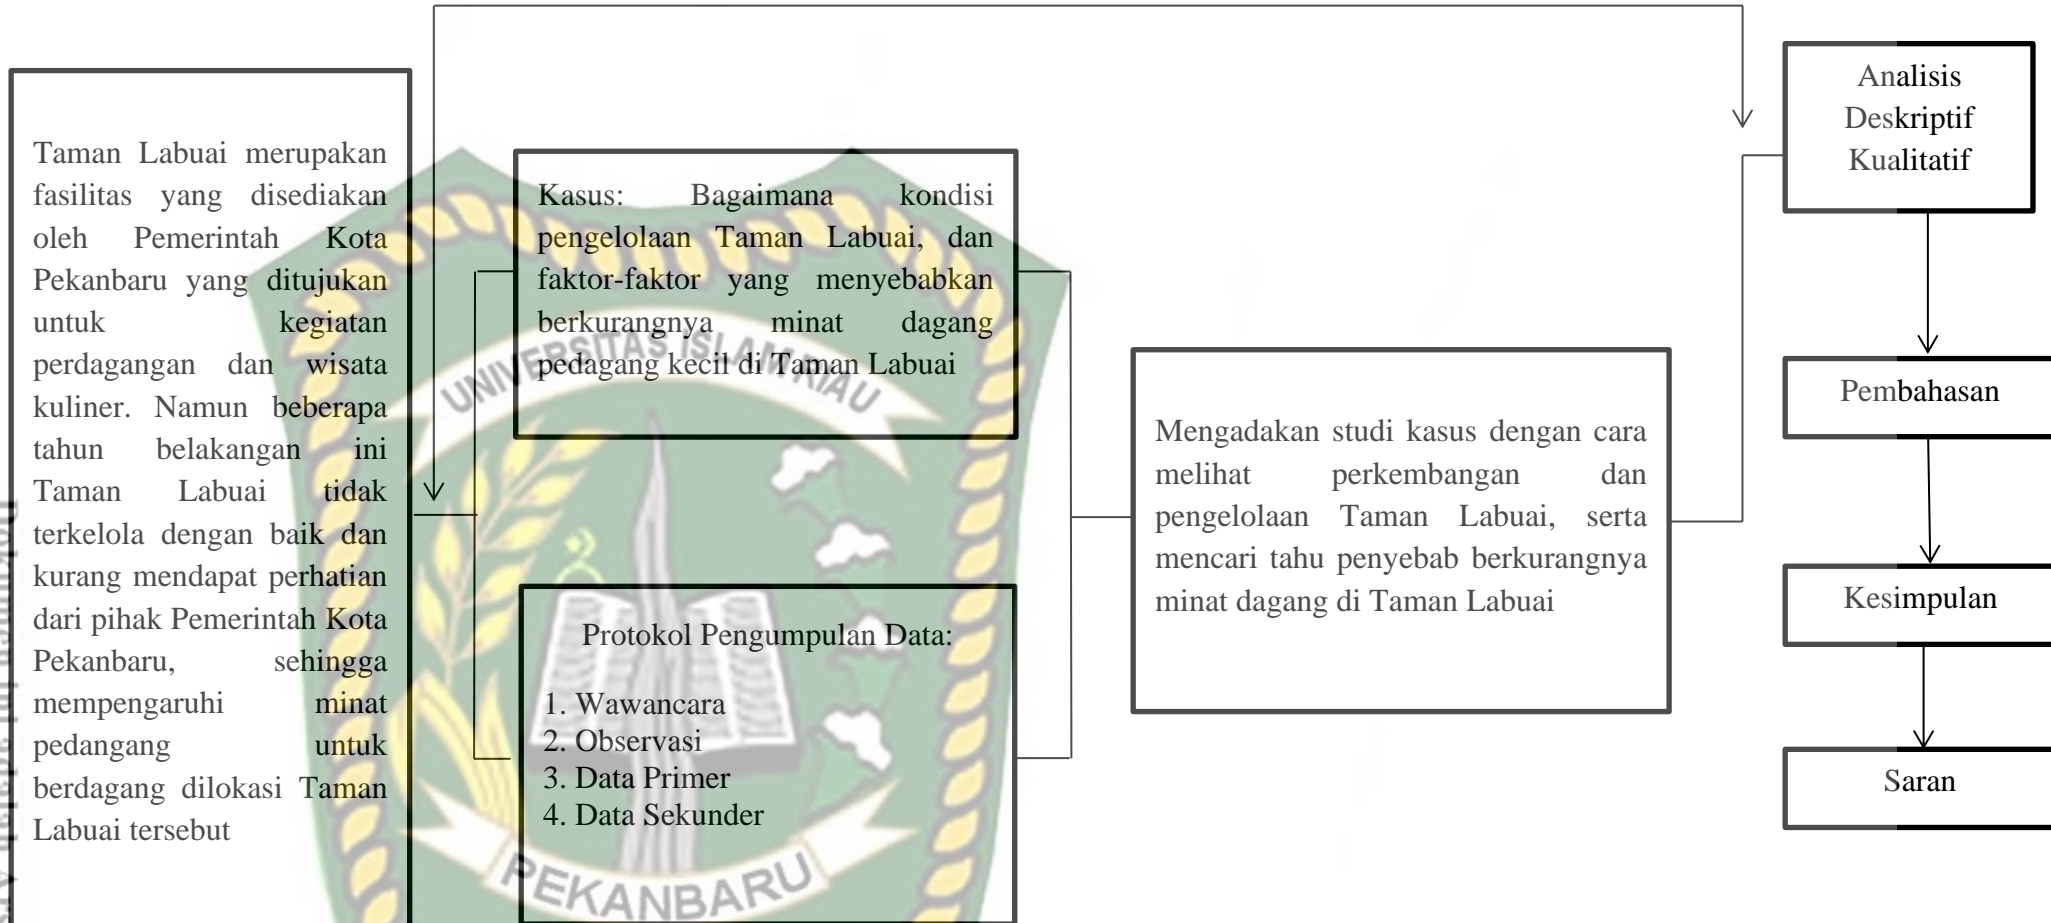 Taman Labuai merupakan
fasilitas yang disediakan
oleh Pemerintah Kota
Pekanbaru yang ditujukan
untuk kegiatan
perdagangan dan wisata
kuliner. Namun beberapa
tahun belakangan ini
Taman Labuai tidak
terkelola dengan baik dan
kurang mendapat perhatian
dari pihak Pemerintah Kota
Pekanbaru, sehingga
mempengaruhi minat
pedangang untuk
berdagang dilokasi Taman
Labuai tersebut
Kasus: Bagaimana kondisi
pengelolaan Taman Labuai, dan
faktor-faktor yang menyebabkan
berkurangnya minat dagang
pedagang kecil di Taman Labuai
Protokol Pengumpulan Data:
1. Wawancara
2. Observasi
3. Data Primer
4. Data Sekunder
Mengadakan studi kasus dengan cara
melihat perkembangan dan
pengelolaan Taman Labuai, serta
mencari tahu penyebab berkurangnya
minat dagang di Taman Labuai
Analisis
Deskriptif
Kualitatif
Pembahasan
Kesimpulan
Saran
UNIVERSITAS ISLAM RIAU
PEKANBARU